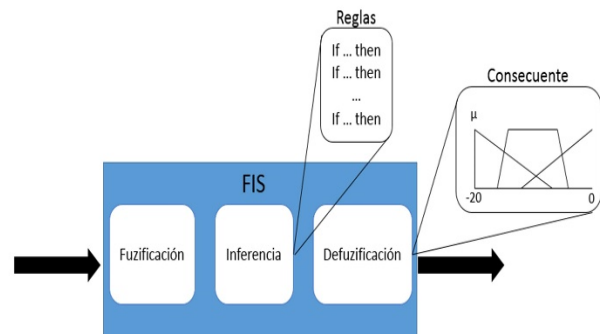 Reglas
If ... then
If ... then
...
If ... then
Consecuente
μ
-20
0
FIS
Fuzificación
Inferencia
Defuzificación